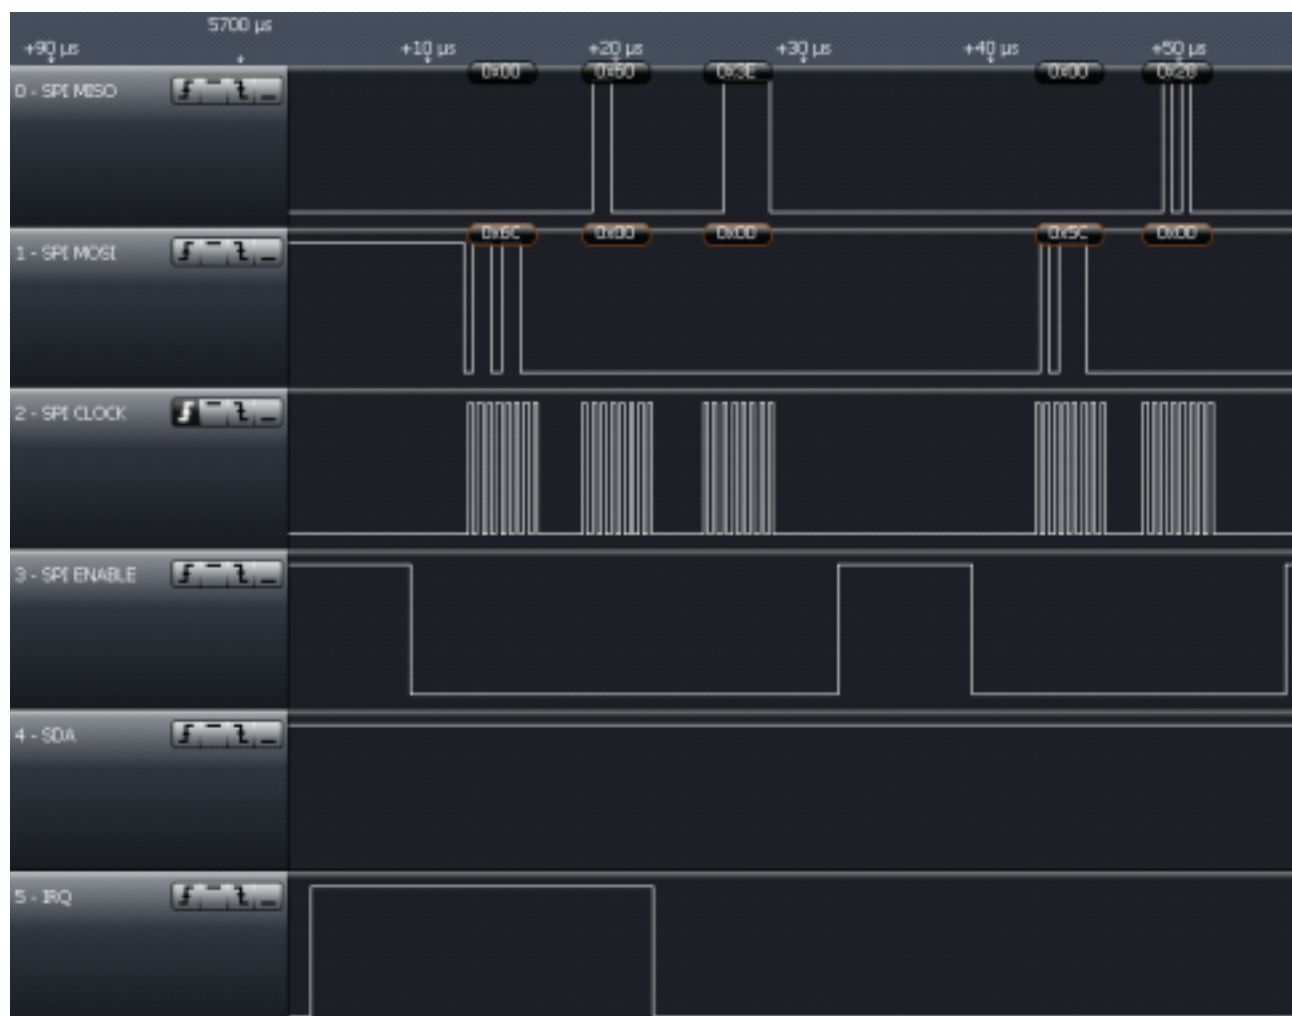 5700 µs
+90 µs +10 µs +20 µs +30 µs +40 µs +50 µs
0x00 0x60 0x3E 0x00 0x28
0 - SPI MISO
0x6C 0x00 0x00 0x5C 0x00
1 - SPI MOSI
2 - SPI CLOCK
3 - SPI ENABLE
4 - SDA
5 - IRQ